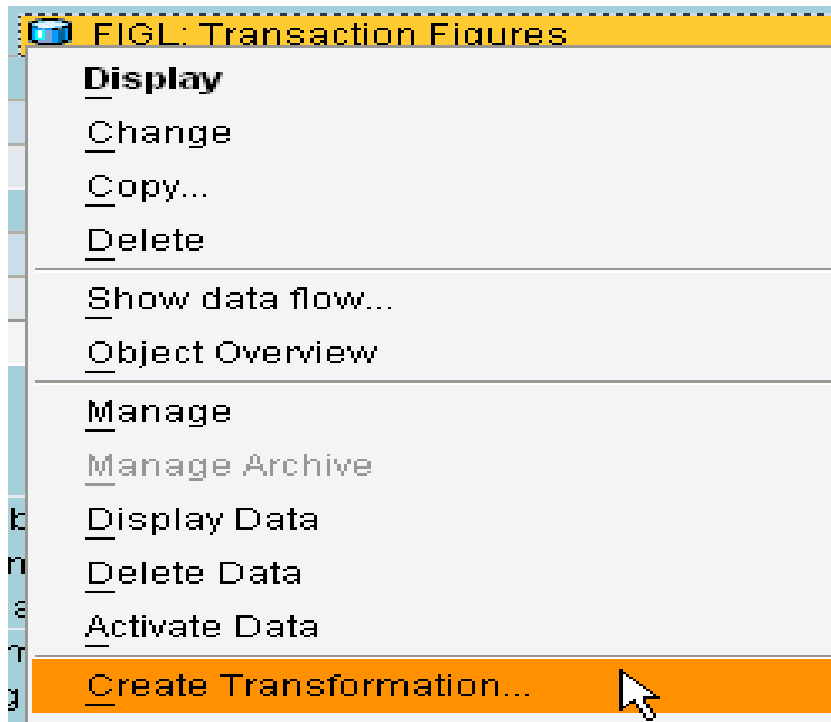 FIGL: Transaction Figures
Display
Change
Copy...
Delete
Show data flow...
Object Overview
Manage
Manage Archive
Display Data
Delete Data
Activate Data
Create Transformation...